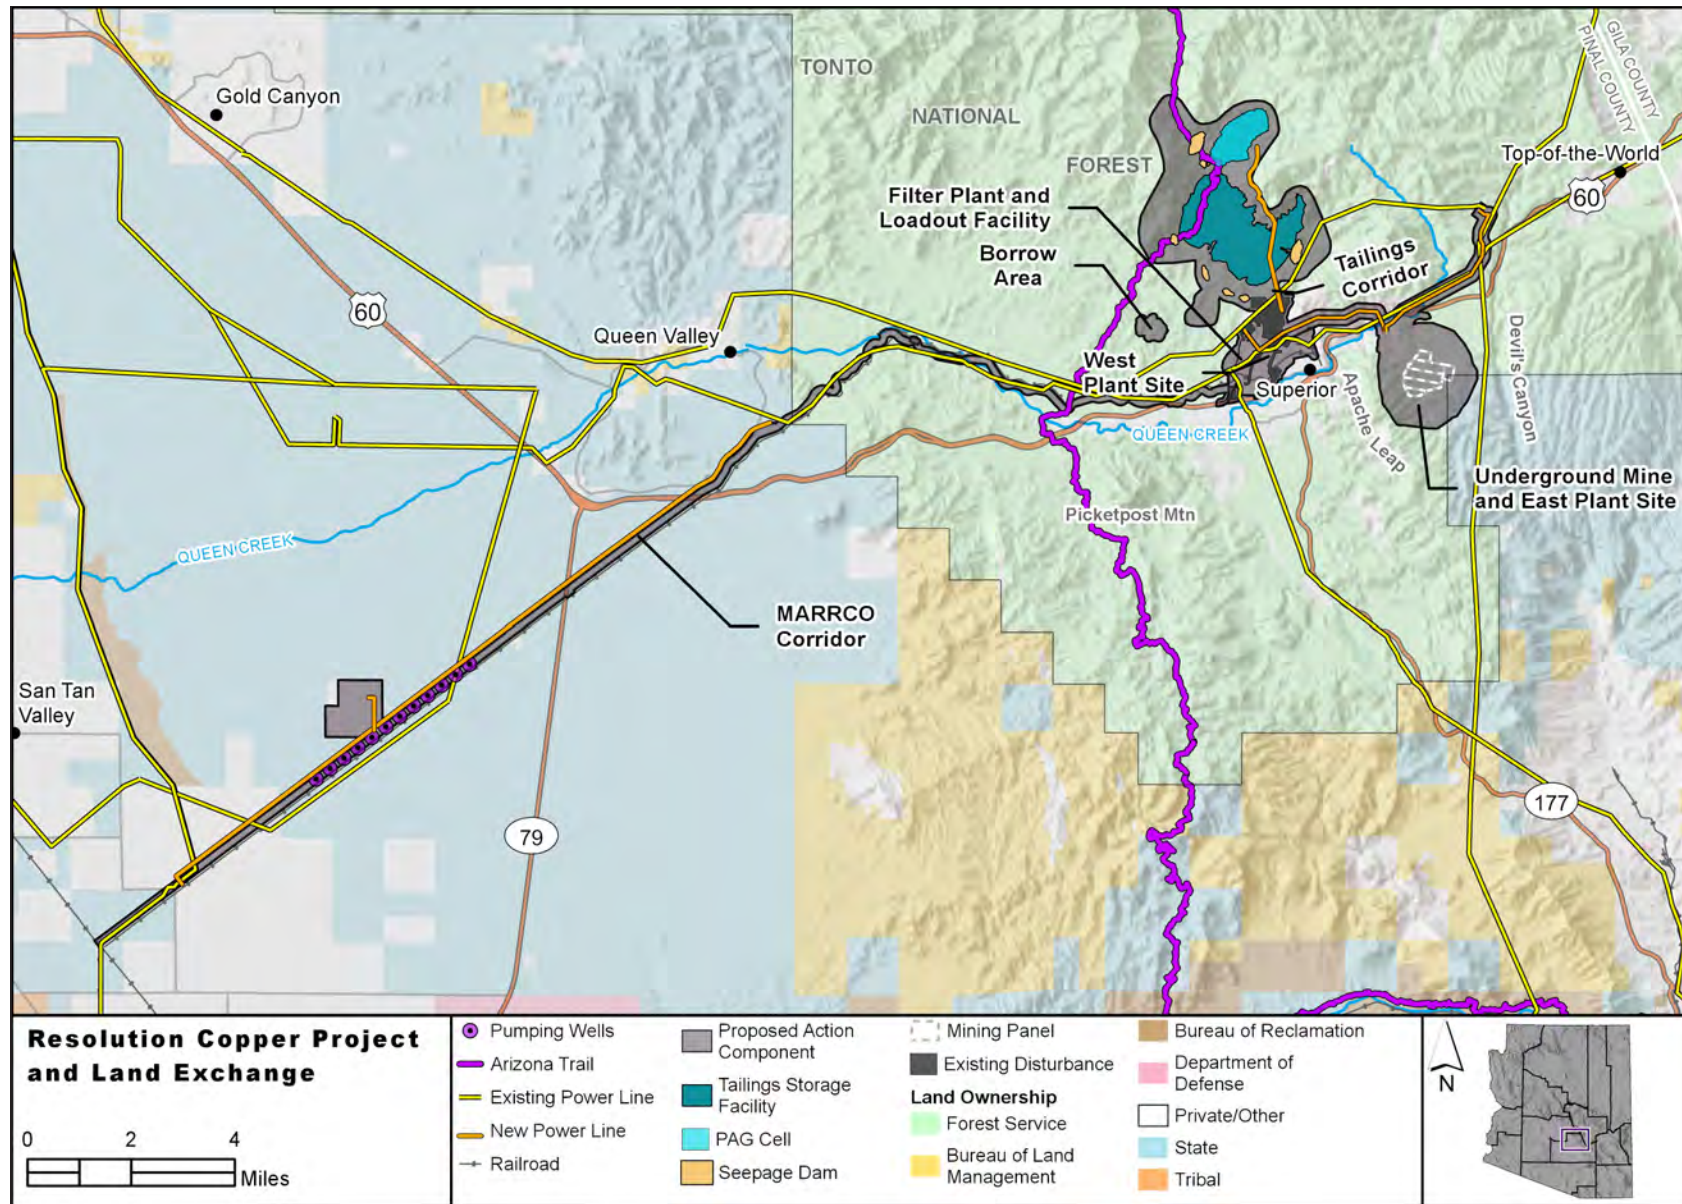 TONTO
NATIONAL
FOREST
GILA COUNTY
PINAL COUNTY
Gold Canyon
Top-of-the-World
60
Filter Plant and
Loadout Facility
Borrow
Area
Tailings
Corridor
60
Queen Valley
West
Plant Site
Superior
Devil's Canyon
Apache Leap
QUEEN CREEK
Underground Mine
and East Plant Site
Picketpost Mtn
QUEEN CREEK
MARRCO
Corridor
San Tan
Valley
79
177
Resolution Copper Project
and Land Exchange
0 2 4
Miles
Pumping Wells
Arizona Trail
Existing Power Line
New Power Line
Railroad
Proposed Action
Component
Tailings Storage
Facility
PAG Cell
Seepage Dam
Mining Panel
Existing Disturbance
Land Ownership
Forest Service
Bureau of Land
Management
Bureau of Reclamation
Department of
Defense
Private/Other
State
Tribal
N